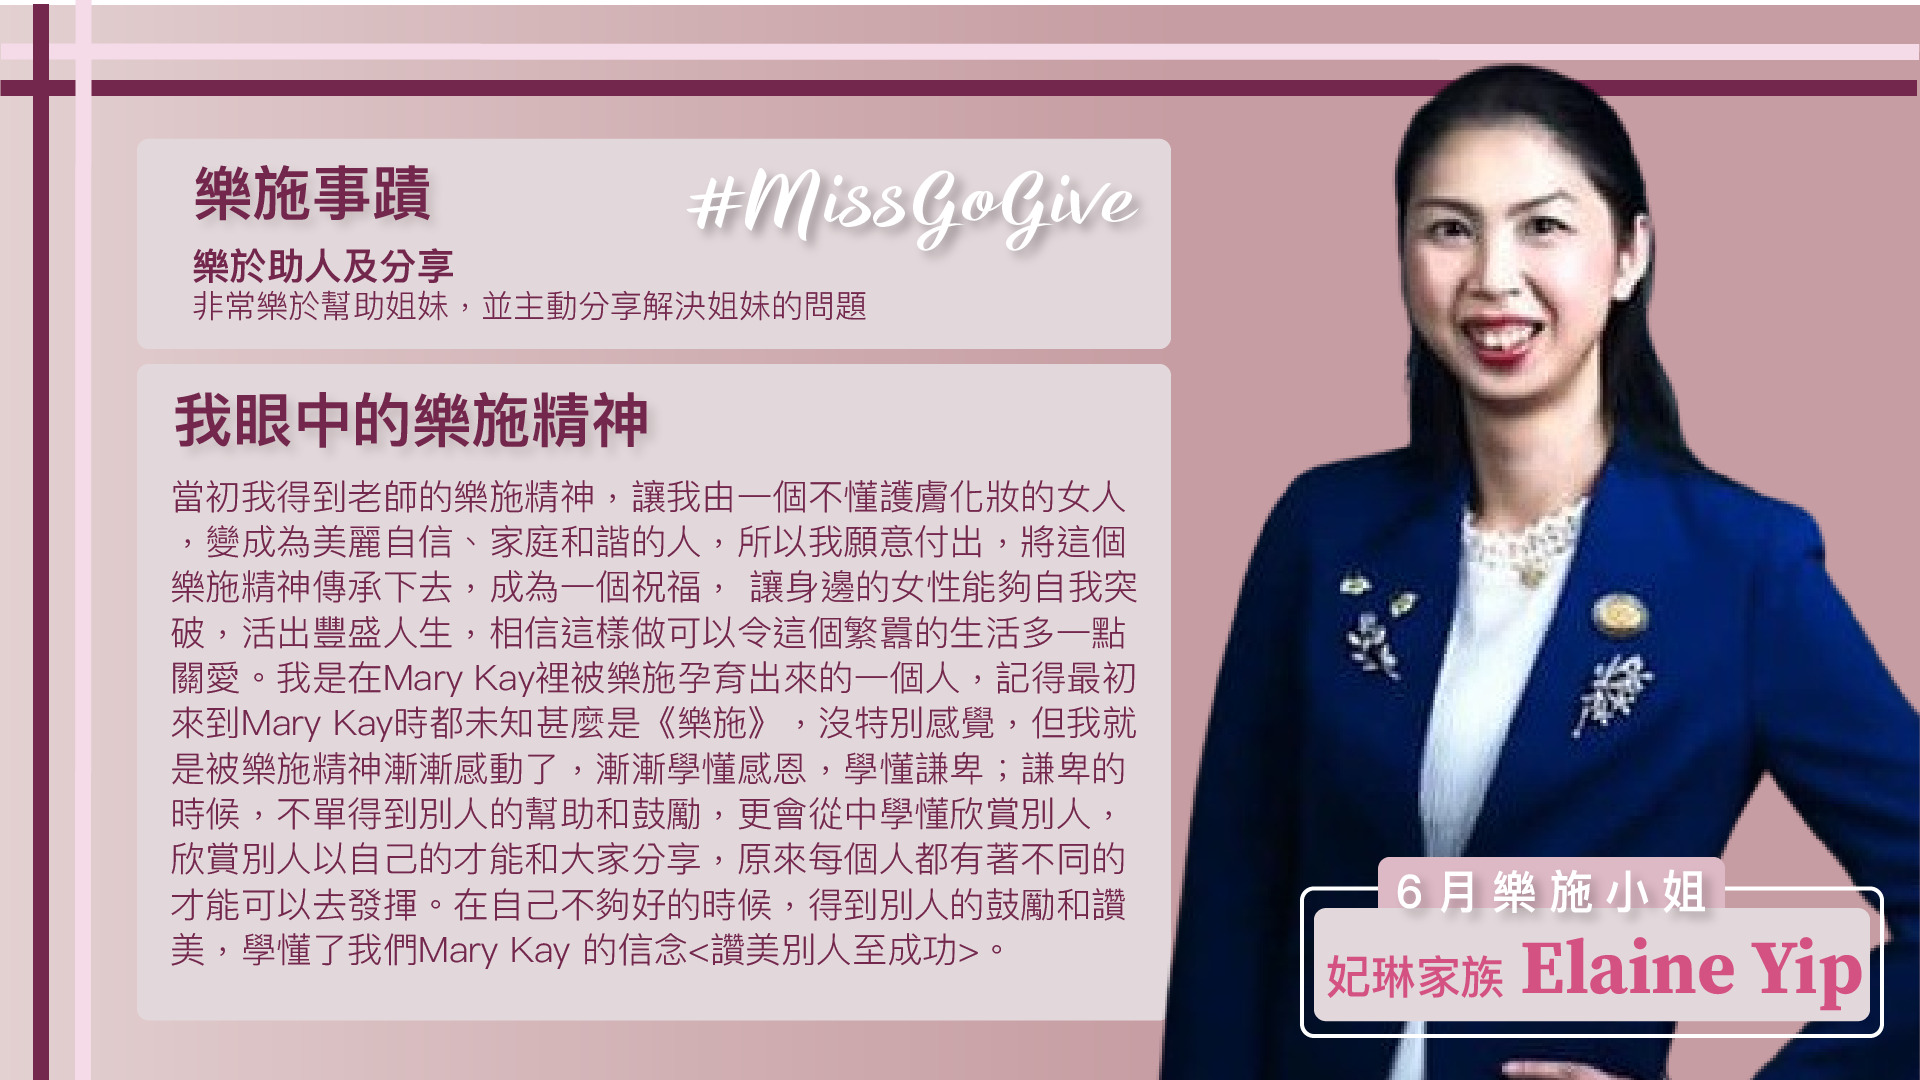 樂施事蹟
#MissGoGive
樂於助人及分享
非常樂於幫助姐妹，並主動分享解決姐妹的問題
我眼中的樂施精神
當初我得到老師的樂施精神，讓我由一個不懂護膚化妝的女人
，變成為美麗自信、家庭和諧的人，所以我願意付出，將這個
樂施精神傳承下去，成為一個祝福， 讓身邊的女性能夠自我突
破，活出豐盛人生，相信這樣做可以令這個繁囂的生活多一點
關愛。我是在Mary Kay裡被樂施孕育出來的一個人，記得最初
來到Mary Kay時都未知甚麼是《樂施》，沒特別感覺，但我就
是被樂施精神漸漸感動了，漸漸學懂感恩，學懂謙卑；謙卑的
時候，不單得到別人的幫助和鼓勵，更會從中學懂欣賞別人，
欣賞別人以自己的才能和大家分享，原來每個人都有著不同的
才能可以去發揮。在自己不夠好的時候，得到別人的鼓勵和讚
美，學懂了我們Mary Kay 的信念<讚美別人至成功>。
6月樂施小姐
妃琳家族 Elaine Yip